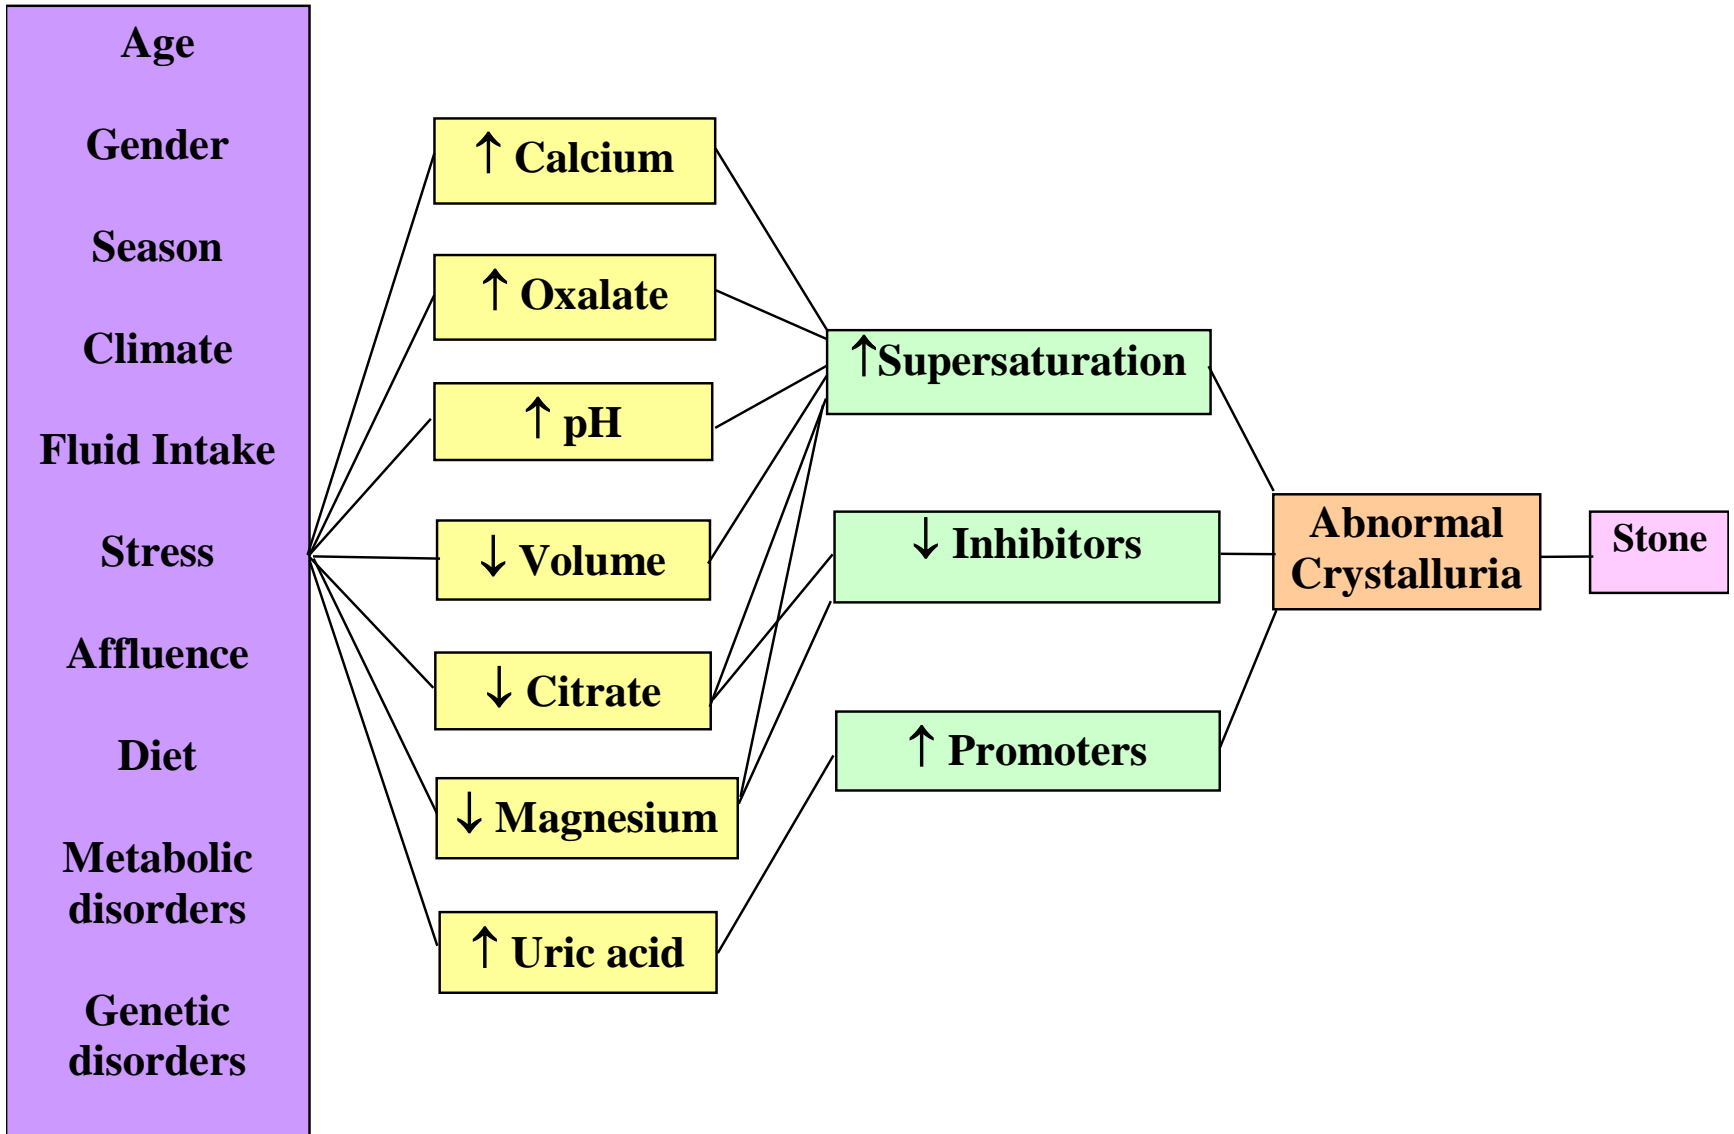 Age
Gender
Season
Climate
Fluid Intake
Stress
Affluence
Diet
Metabolic
disorders
Genetic
disorders
↑ Calcium
↑ Oxalate
↑ pH
↓ Volume
↓ Citrate
↓ Magnesium
↑ Uric acid
↑Supersaturation
↓ Inhibitors
↑ Promoters
Abnormal
Crystalluria
Stone